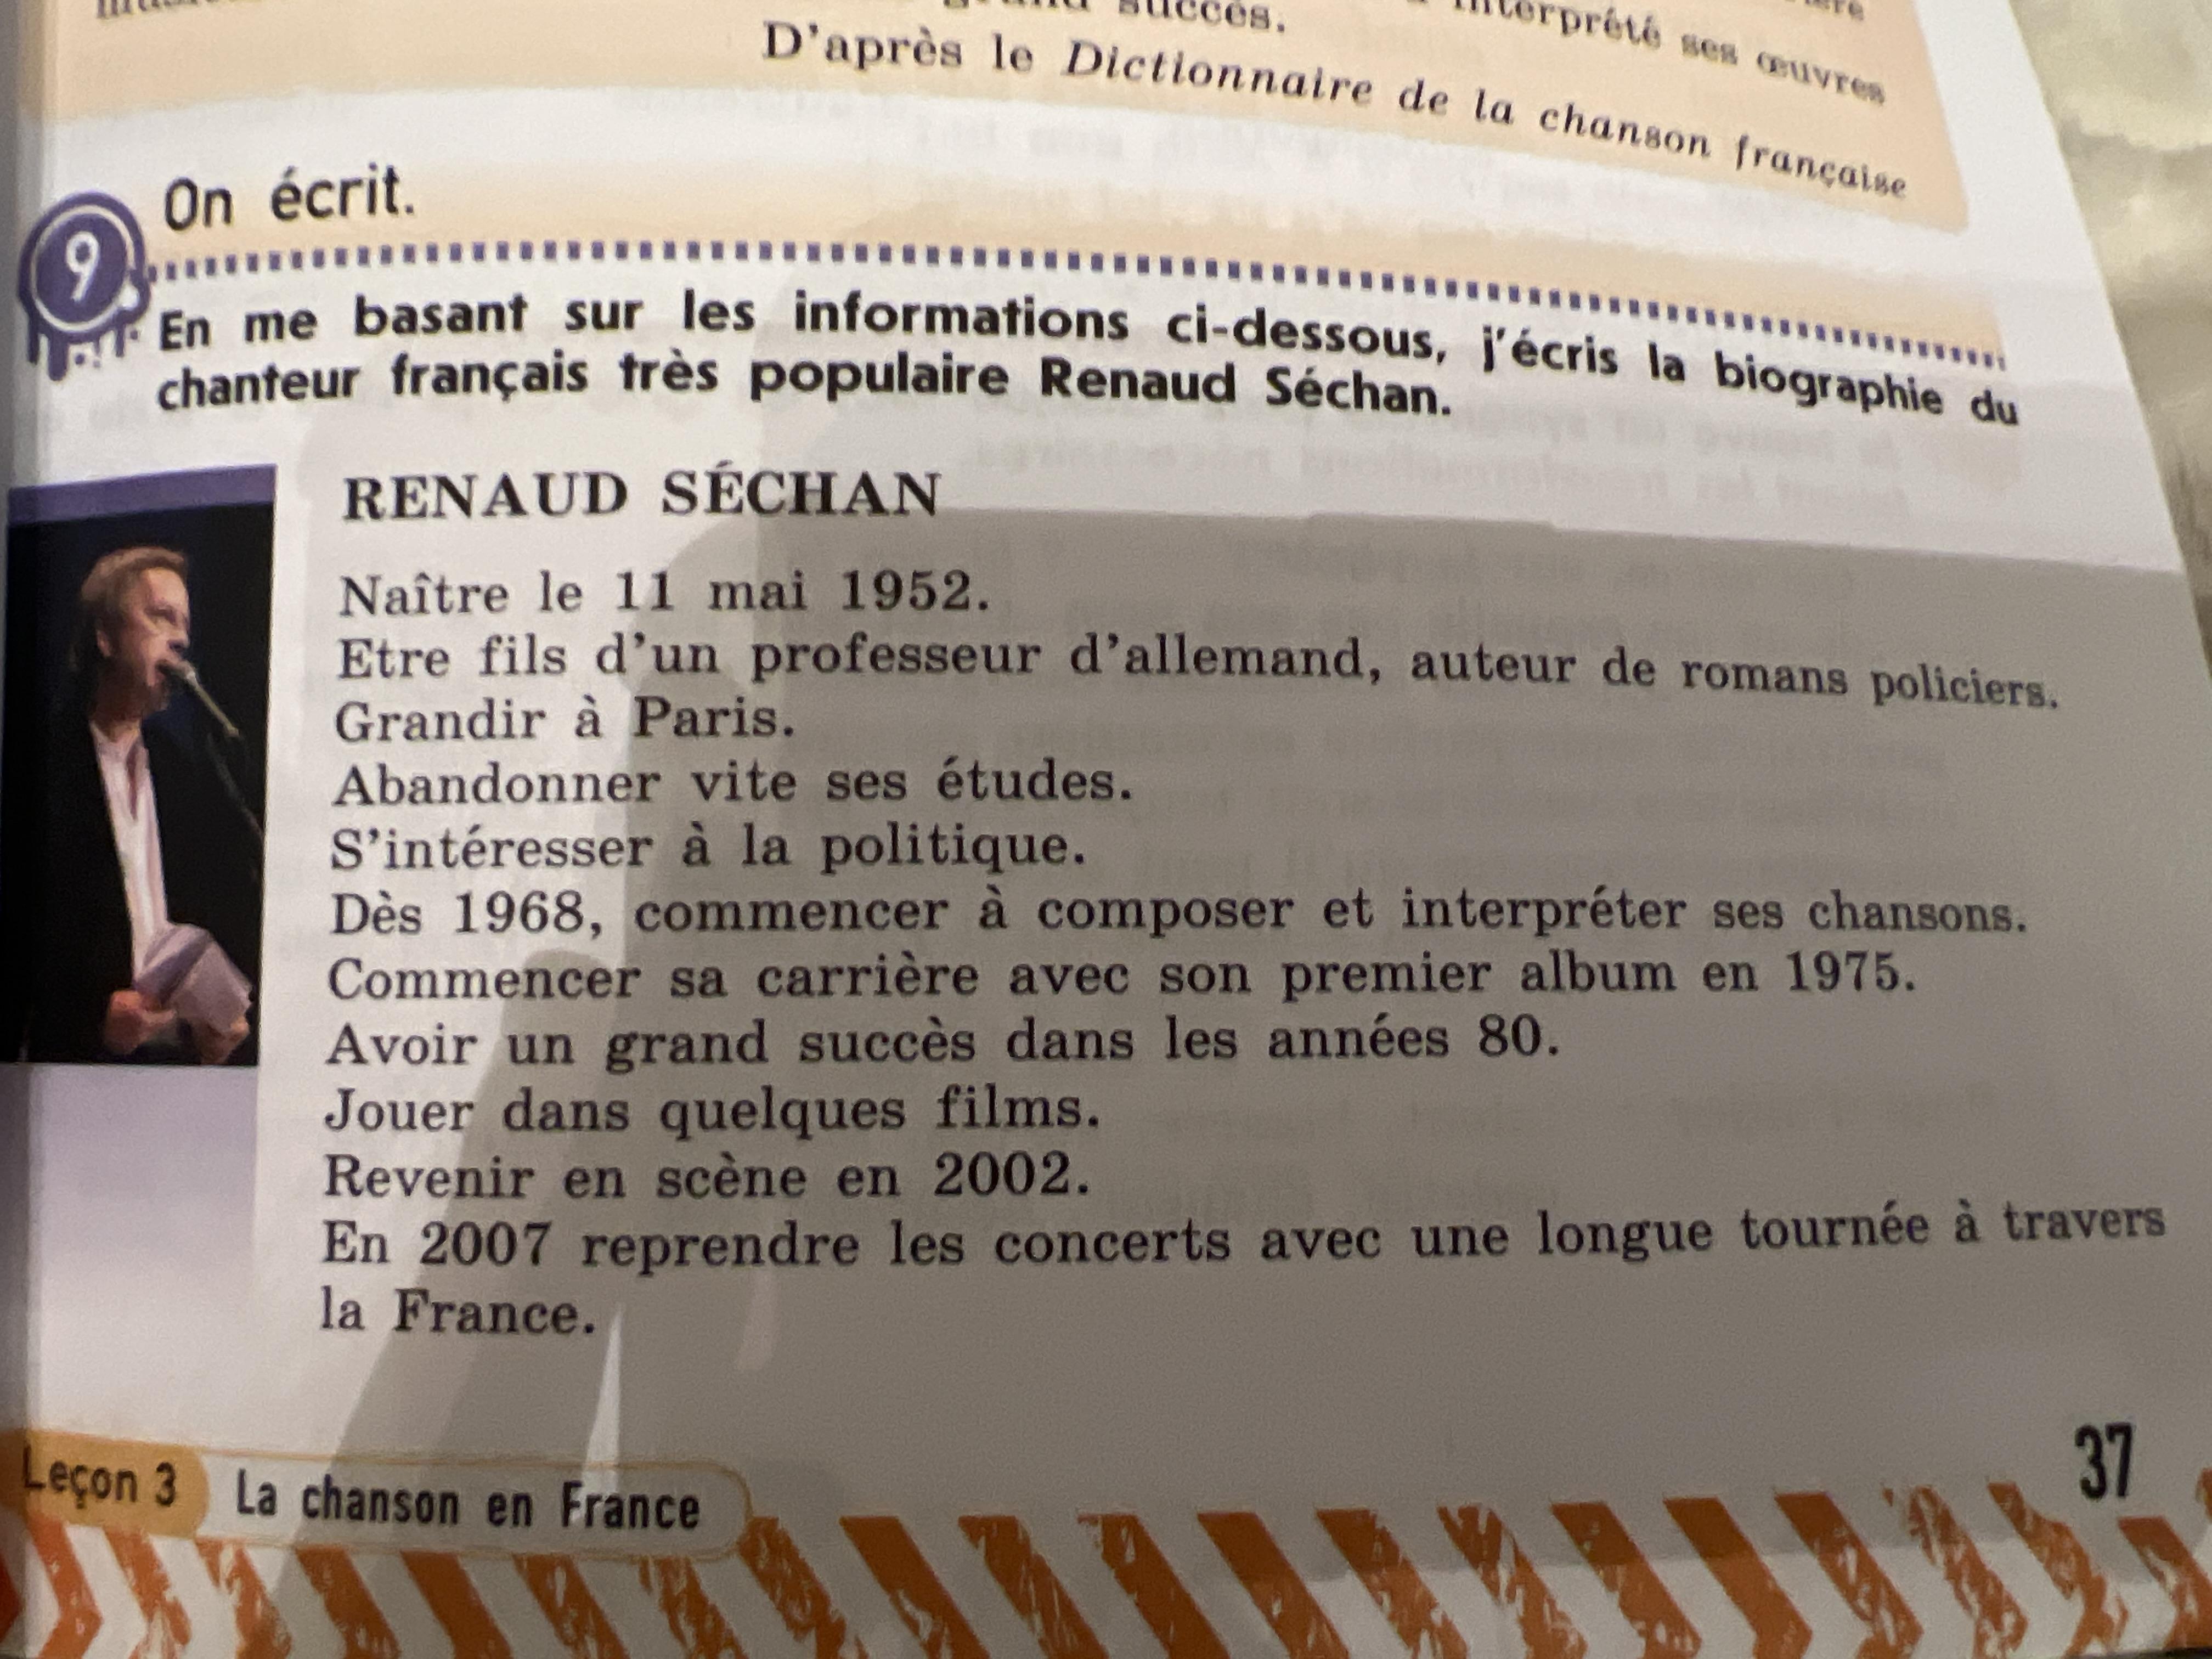 succès.
interprété ses œuvres
D'après le Dictionnaire de la chanson française
9 On écrit.
En me basant sur les informations ci-dessous, j'écris la biographie du
chanteur français très populaire Renaud Séchan.
RENAUD SÉCHAN
Naître le 11 mai 1952.
Etre fils d'un professeur d'allemand, auteur de romans policiers.
Grandir à Paris.
Abandonner vite ses études.
S'intéresser à la politique.
Dès 1968, commencer à composer et interpréter ses chansons.
Commencer sa carrière avec son premier album en 1975.
Avoir un grand succès dans les années 80.
Jouer dans quelques films.
Revenir en scène en 2002.
En 2007 reprendre les concerts avec une longue tournée à travers
la France.
37
Leçon 3 La chanson en France